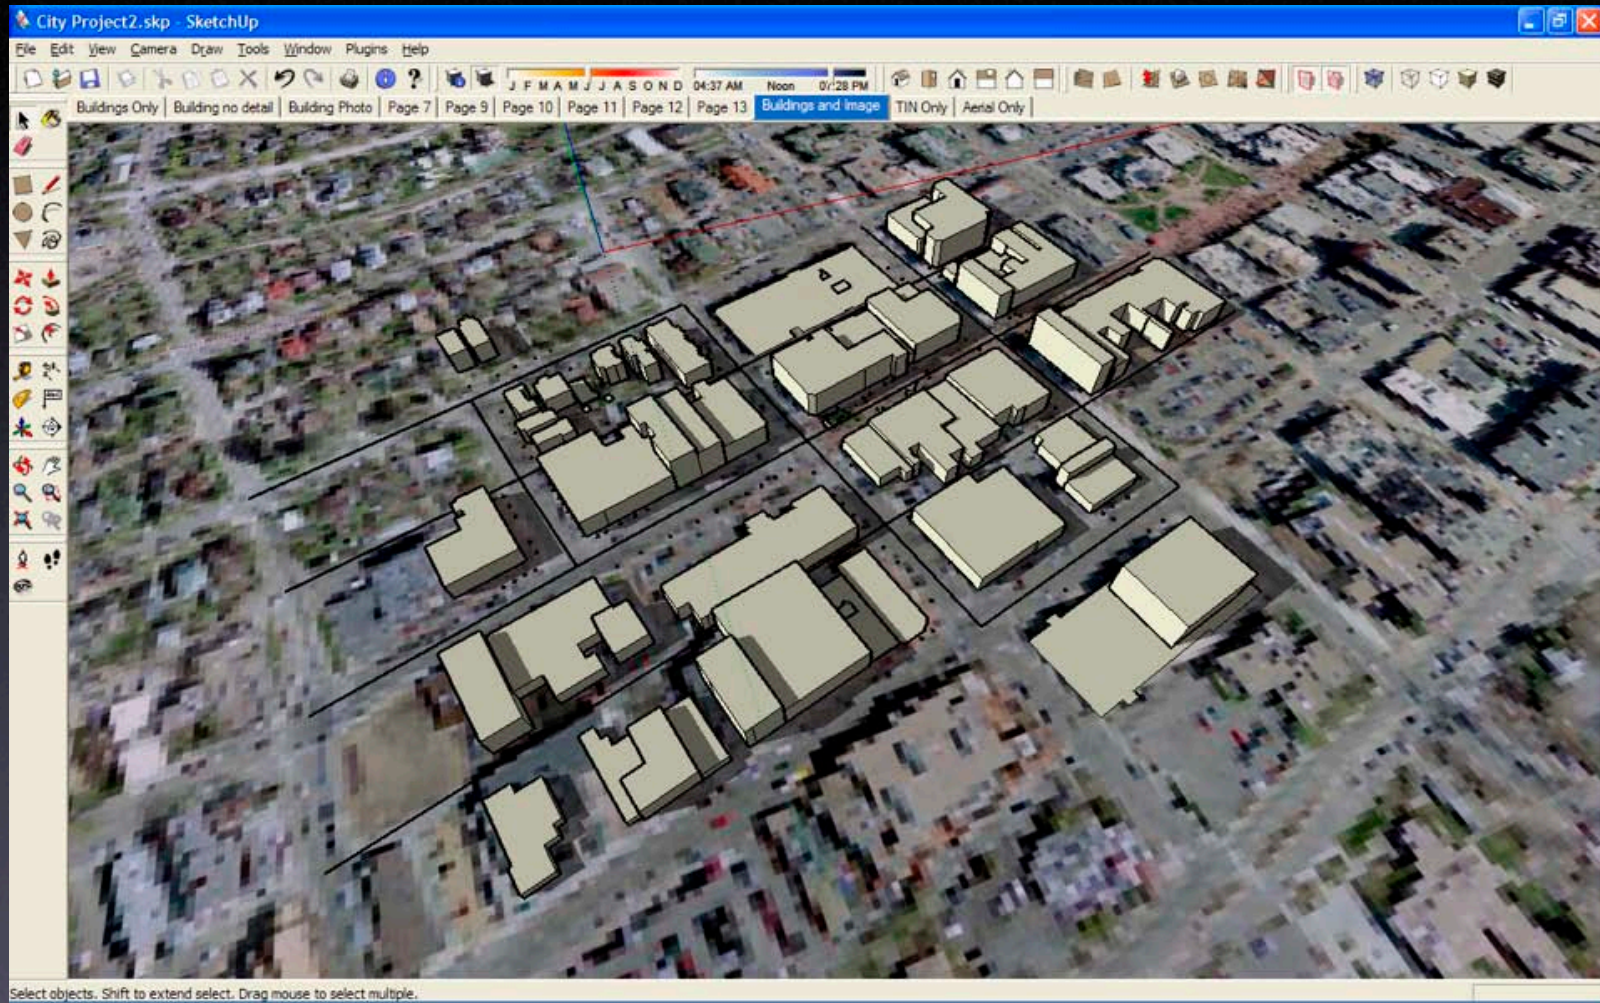 City Project2.skp - SketchUp
File Edit View Camera Draw Tools Window Plugins Help
J F M A M J J A S O N D 04:37 AM Noon 07:28 PM
Buildings Only Building no detail Building Photo Page 7 Page 9 Page 10 Page 11 Page 12 Page 13 Buildings and Image TIN Only Aerial Only
Select objects. Shift to extend select. Drag mouse to select multiple.